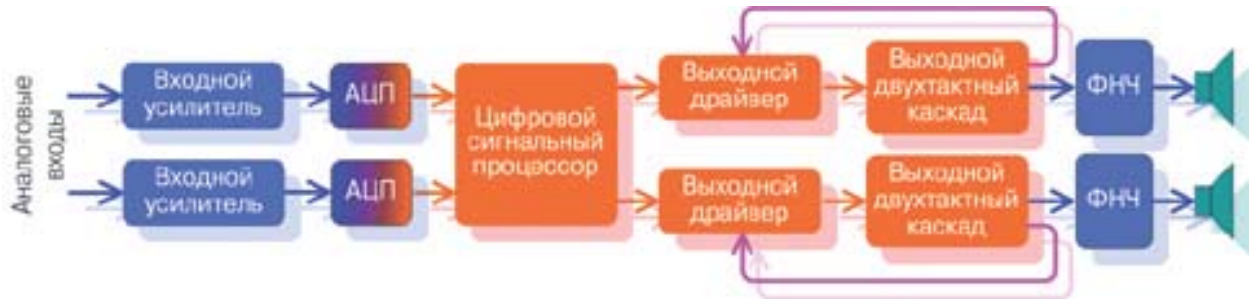 Аналоговые
входы
Входной
усилитель
АЦП
Цифровой
сигнальный
процессор
Выходной
драйвер
Выходной
двухтактный
каскад
ФНЧ
Входной
усилитель
АЦП
Выходной
драйвер
Выходной
двухтактный
каскад
ФНЧ